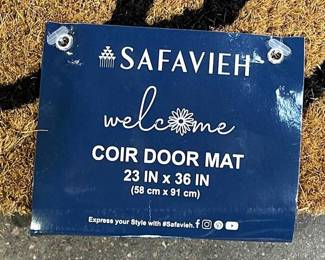 SAFAVIEH
welcome
COIR DOOR MAT
23 IN x 36 IN
(58 cm x 91 cm)
Express your Style with #Safavieh.